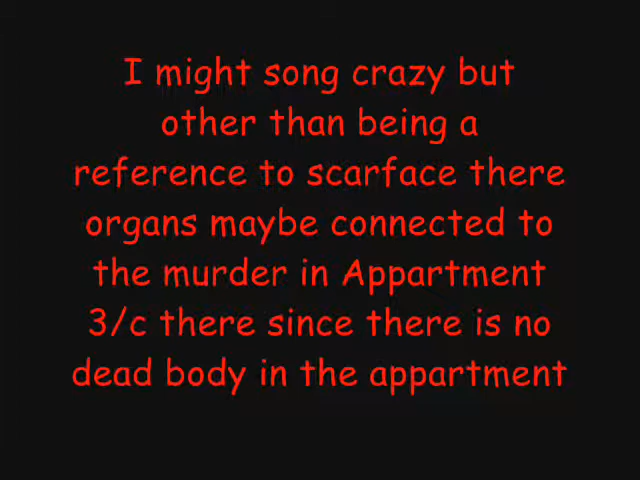 I might song crazy but
other than being a
reference to scarface there
organs maybe connected to
the murder in Appartment
3/c there since there is no
dead body in the appartment